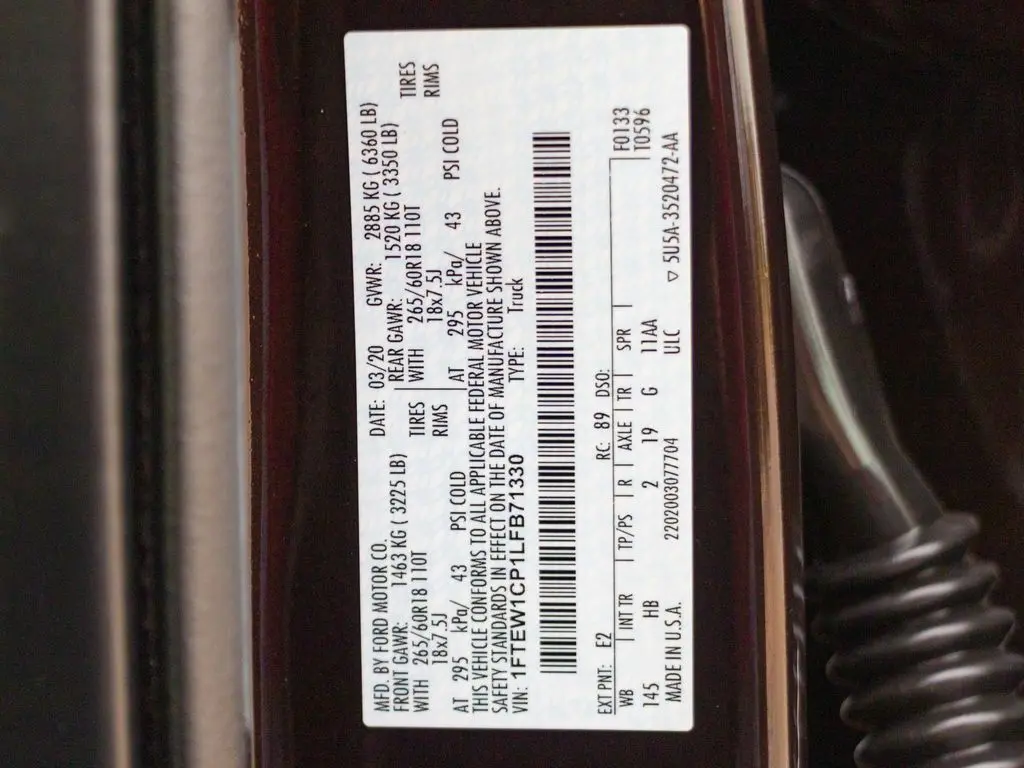 MFD. BY FORD MOTOR CO. DATE: 03/20 GVWR: 2885 KG ( 6360 LB)
FRONT GAWR: 1463 KG ( 3225 LB) REAR GAWR: 1520 KG ( 3350 LB)
WITH 265/60R18 110T TIRES WITH 265/60R18 110T TIRES
18x7.5J RIMS 18x7.5J RIMS
AT 295 kPa/ 43 PSI COLD AT 295 kPa/ 43 PSI COLD
THIS VEHICLE CONFORMS TO ALL APPLICABLE FEDERAL MOTOR VEHICLE
SAFETY STANDARDS IN EFFECT ON THE DATE OF MANUFACTURE SHOWN ABOVE.
VIN: 1FTEW1CP1LFB71330 TYPE: Truck
EXT PNT: E2 RC: 89 DSO: F0133
WB INT TR TP/PS R AXLE TR SPR T0596
145 HB 2 19 G 11AA
MADE IN U.S.A. 220200307704 ULC ▽ 5U5A-3520472-AA